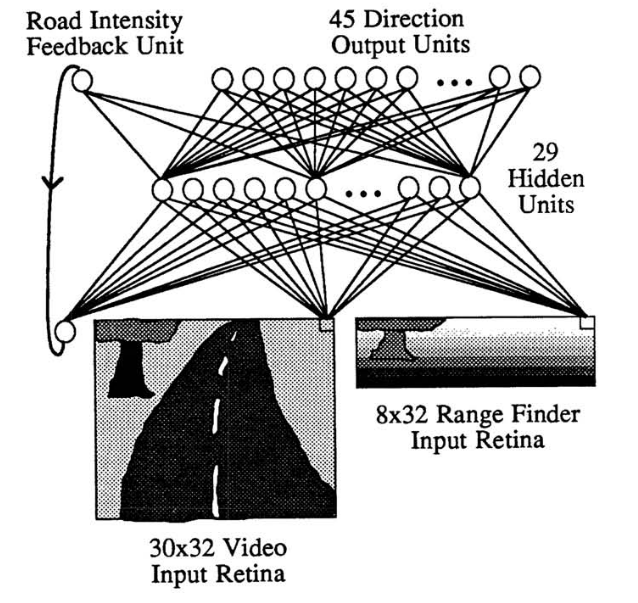 Road Intensity
Feedback Unit
45 Direction
Output Units
29
Hidden
Units
8x32 Range Finder
Input Retina
30x32 Video
Input Retina